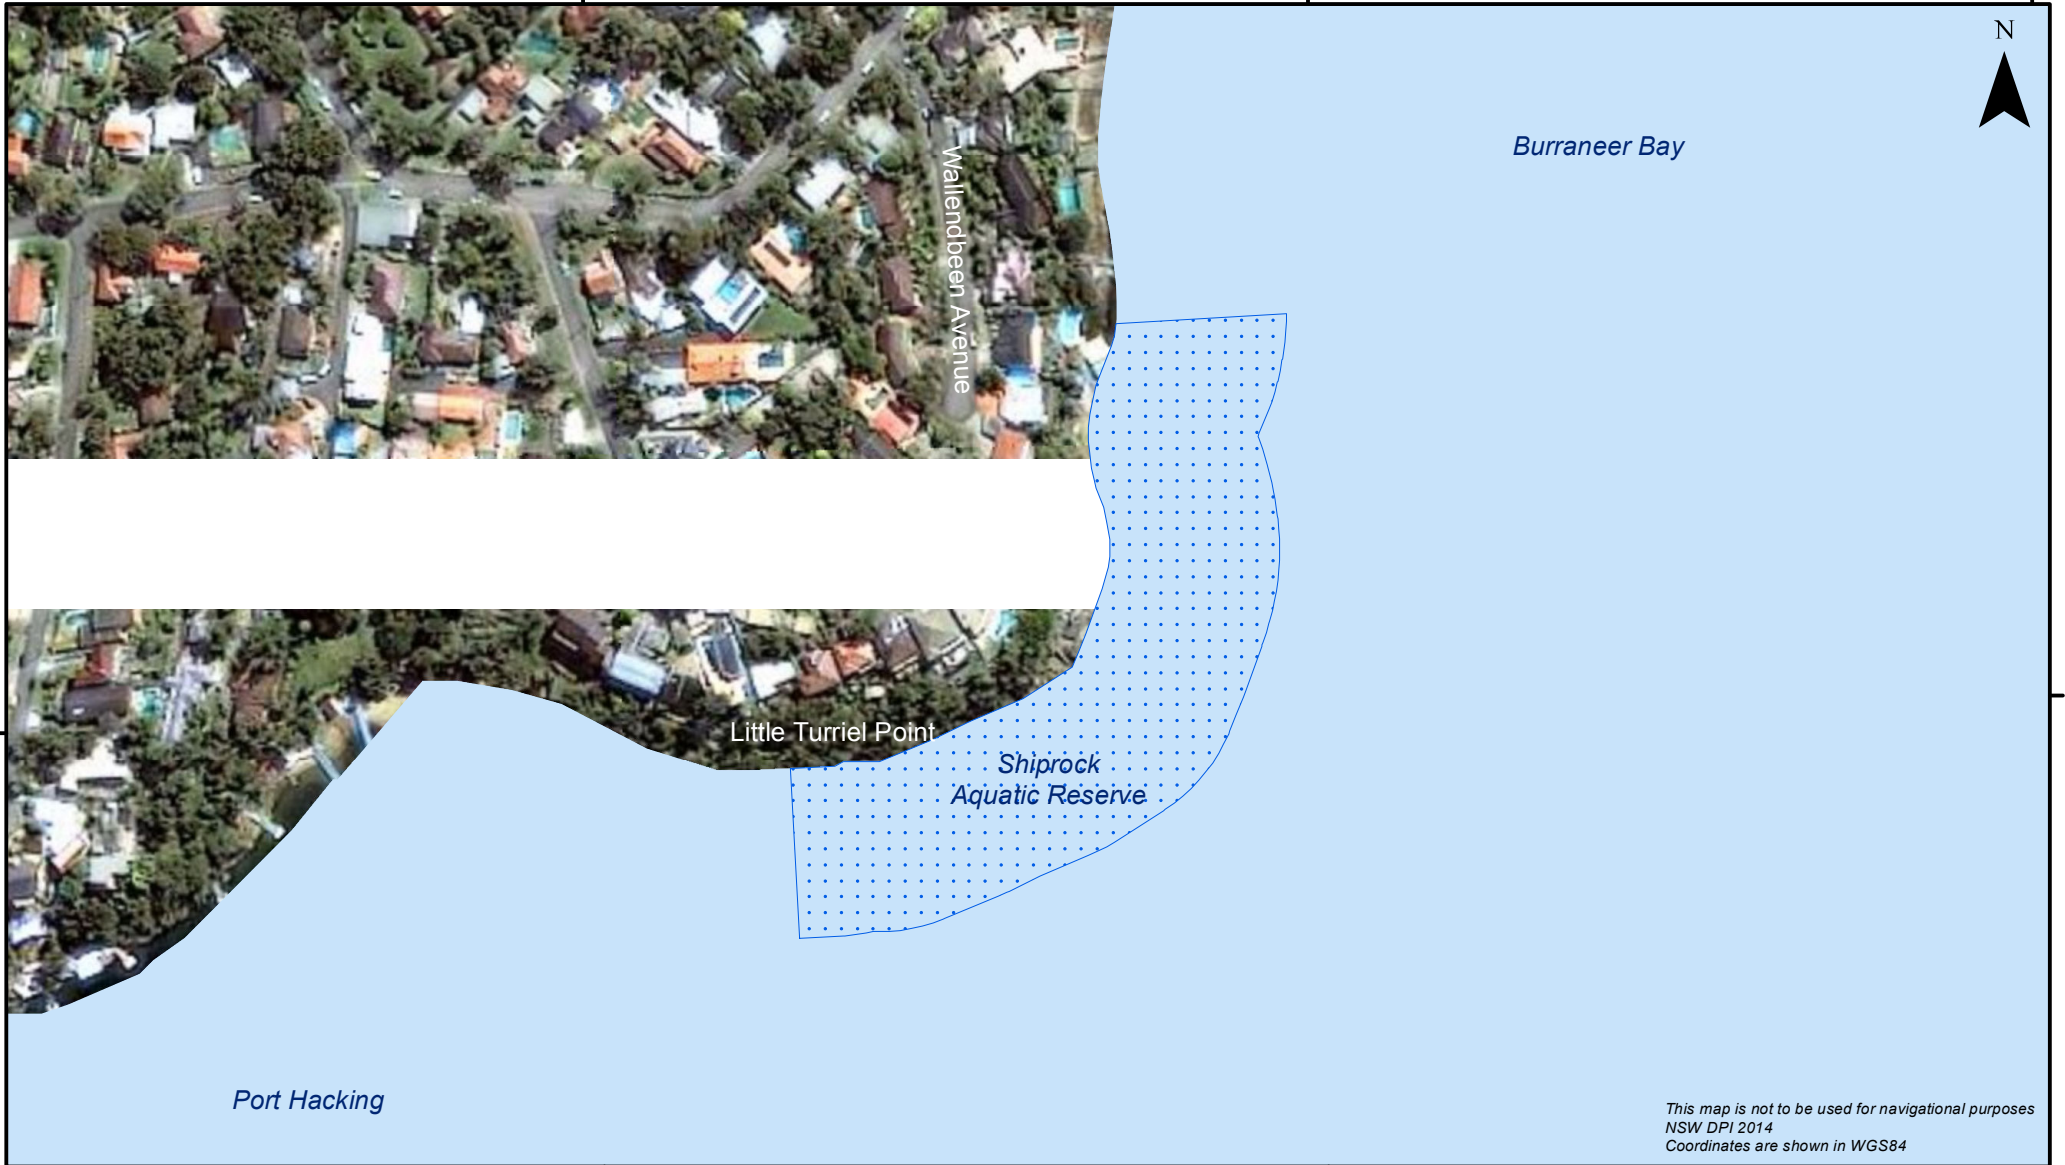 N
Burraneer Bay
Wallendbeen Avenue
Little Turriel Point
Shiprock
Aquatic Reserve
Port Hacking
This map is not to be used for navigational purposes
NSW DPI 2014
Coordinates are shown in WGS84